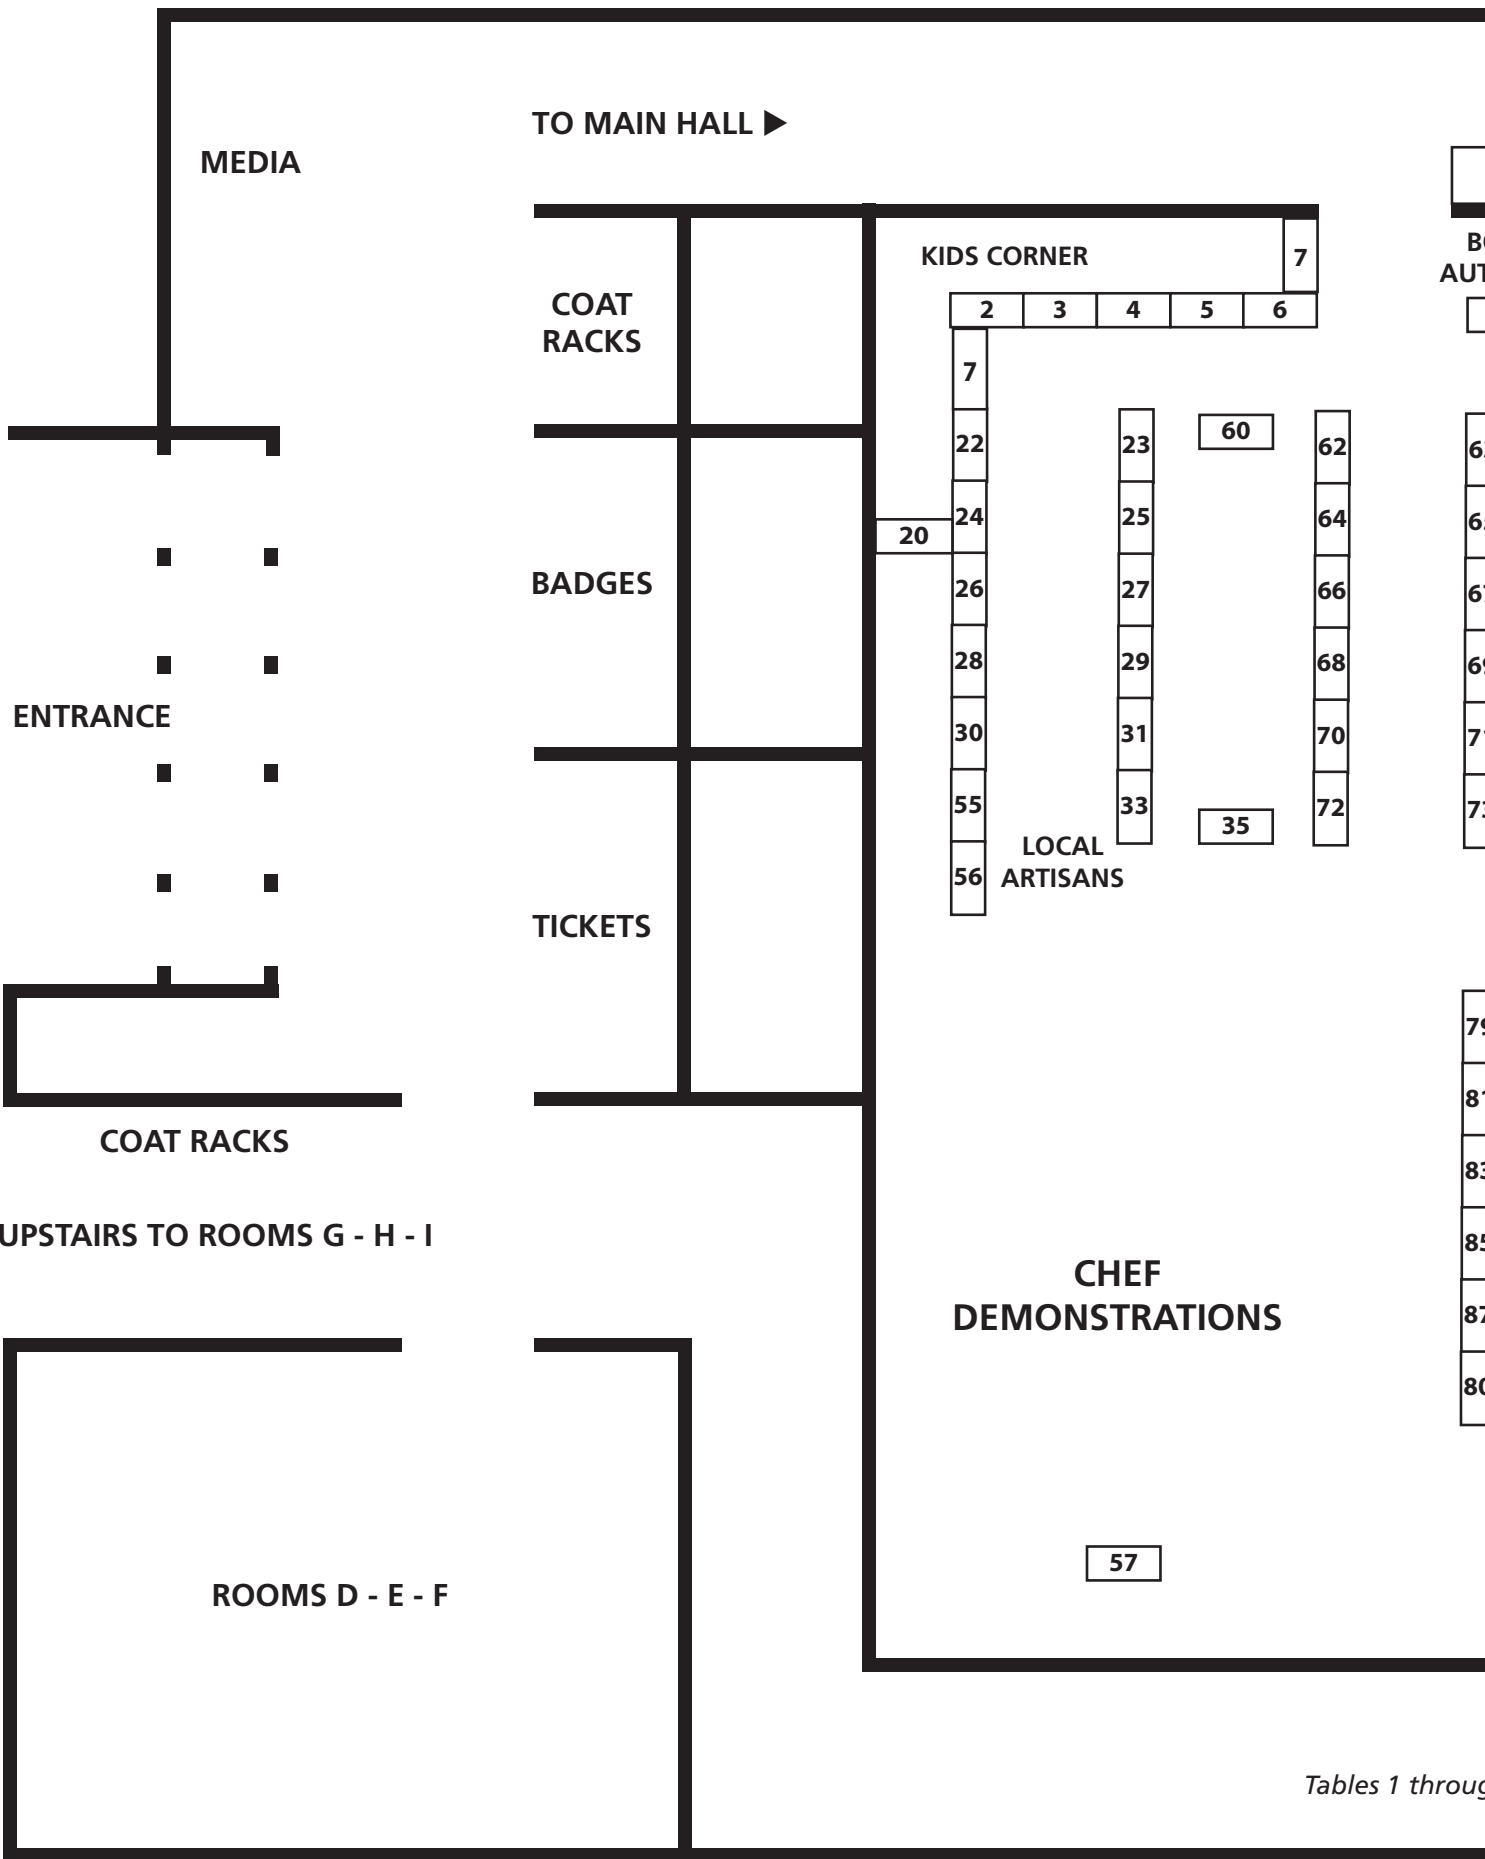 TO MAIN HALL ▶
MEDIA
KIDS CORNER
7
COAT
RACKS
2 3 4 5 6
7
22
24
20
26
28
30
55
56
23
25
27
29
31
33
60
35
62
64
66
68
70
72
BADGES
ENTRANCE
LOCAL
ARTISANS
TICKETS
COAT RACKS
UPSTAIRS TO ROOMS G - H - I
CHEF
DEMONSTRATIONS
57
ROOMS D - E - F
Tables 1